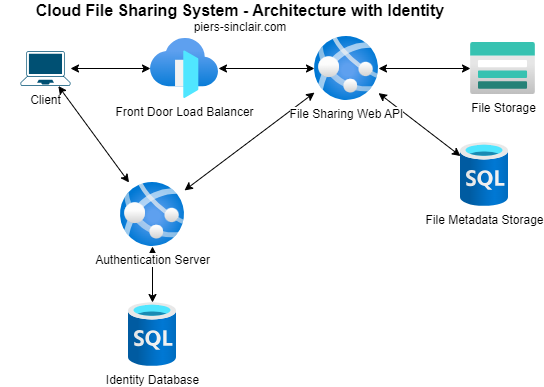 Cloud File Sharing System - Architecture with Identity
piers-sinclair.com
Client
Front Door Load Balancer
File Sharing Web API
File Storage
SQL
File Metadata Storage
Authentication Server
SQL
Identity Database